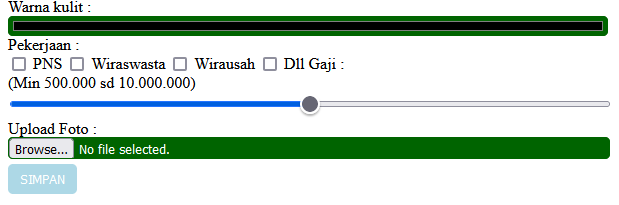 Warna kulit :
Pekerjaan :
PNS Wiraswasta Wirausah Dll Gaji :
(Min 500.000 sd 10.000.000)
Upload Foto :
Browse... No file selected.
SIMPAN